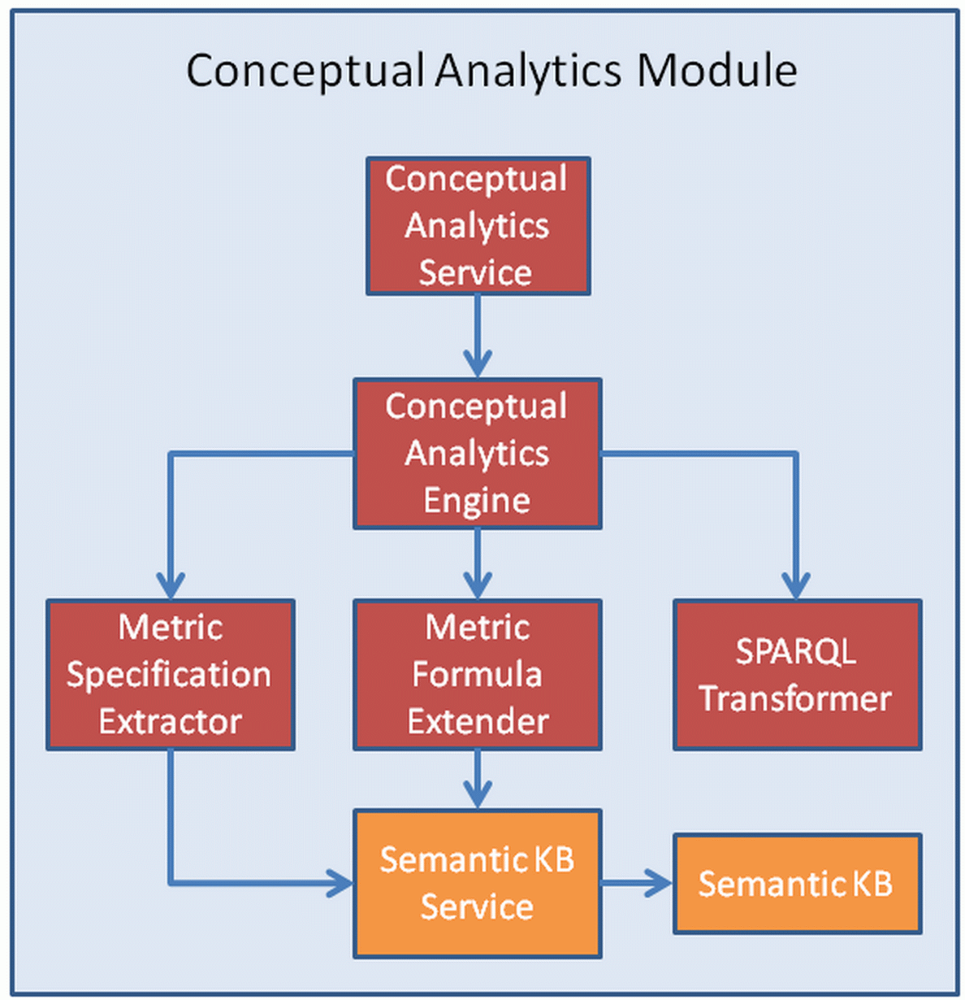 Conceptual Analytics Module
Conceptual
Analytics
Service
Conceptual
Analytics
Engine
Metric
Specification
Extractor
Metric
Formula
Extender
SPARQL
Transformer
Semantic KB
Service
Semantic KB